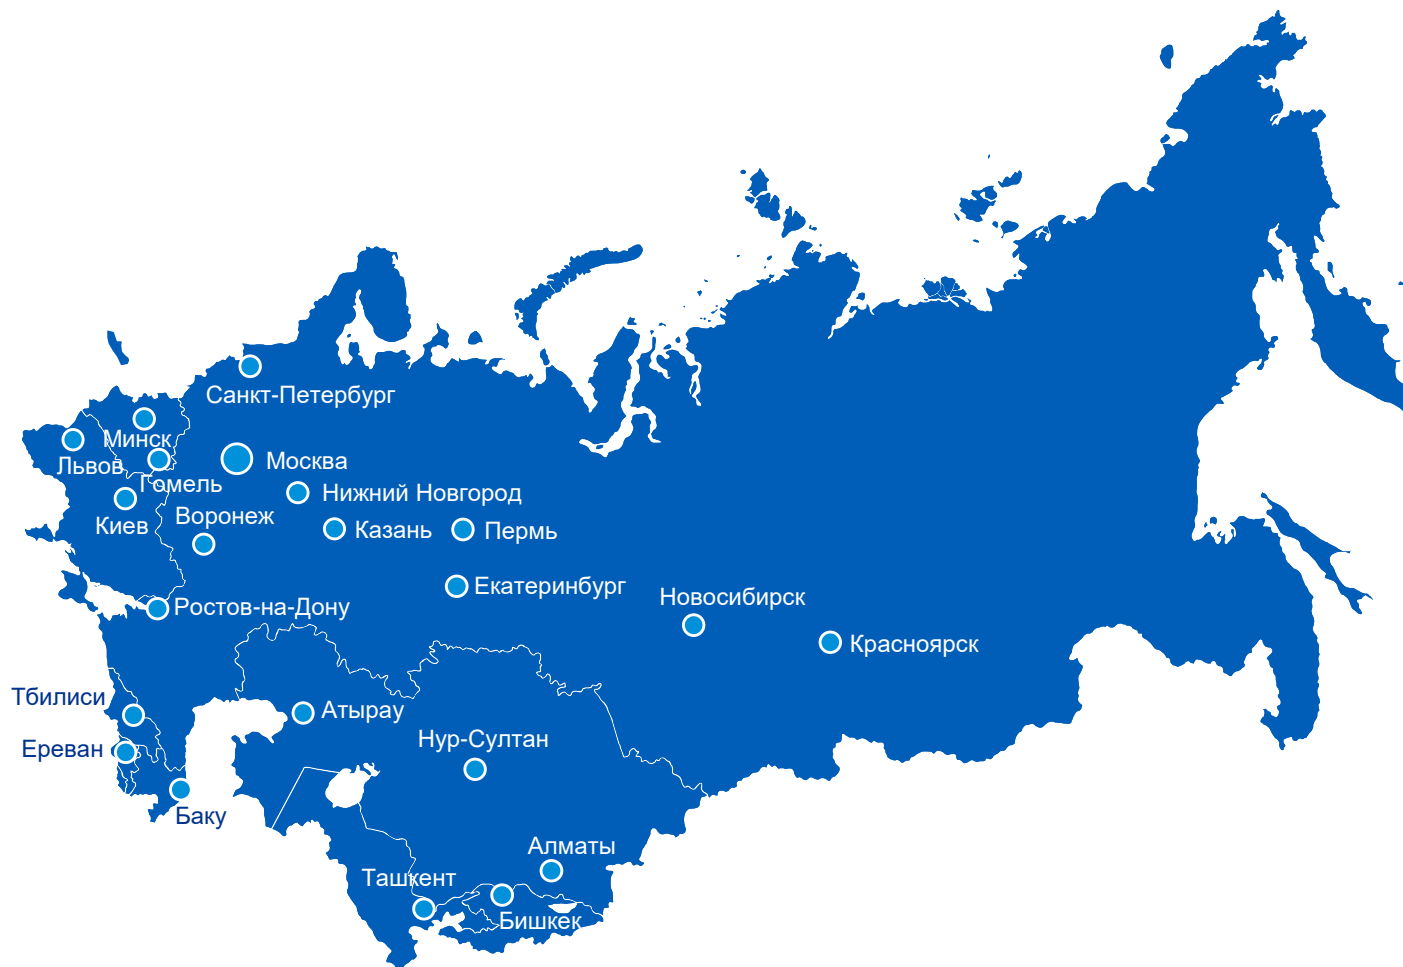 Санкт-Петербург
Минск
Львов
Москва
Гомель
Нижний Новгород
Воронеж
Киев
Казань
Пермь
Екатеринбург
Новосибирск
Ростов-на-Дону
Красноярск
Тбилиси
Атырау
Нур-Султан
Ереван
Баку
Алматы
Ташкент
Бишкек